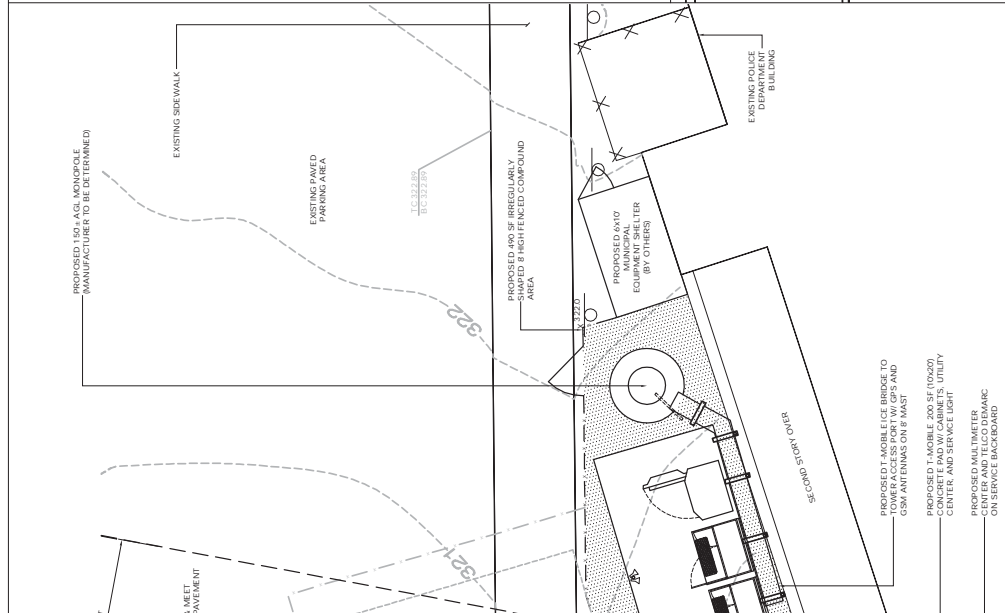 PROPOSED 150'± AGL MONOPOLE
(MANUFACTURER TO BE DETERMINED)
EXISTING SIDEWALK
EXISTING PAVED
PARKING AREA
TC 322.89
BC 322.89
PROPOSED 490 SF IRREGULARLY
SHAPED 8' HIGH FENCED COMPOUND
AREA
X 322.0
PROPOSED 6'x10'
MUNICIPAL
EQUIPMENT SHELTER
(BY OTHERS)
EXISTING POLICE
DEPARTMENT
BUILDING
322
321
SECOND STORY OVER
PROPOSED T-MOBILE ICE BRIDGE TO
TOWER ACCESS PORT W/ GPS AND
GSM ANTENNAS ON 8' MAST
PROPOSED T-MOBILE 200 SF (10'x20')
CONCRETE PAD W/ CABINETS, UTILITY
CENTER, AND SERVICE LIGHT
PROPOSED MULTIMETER
CENTER AND TELCO DEMARC
ON SERVICE BACKBOARD
MEET
PAVEMENT